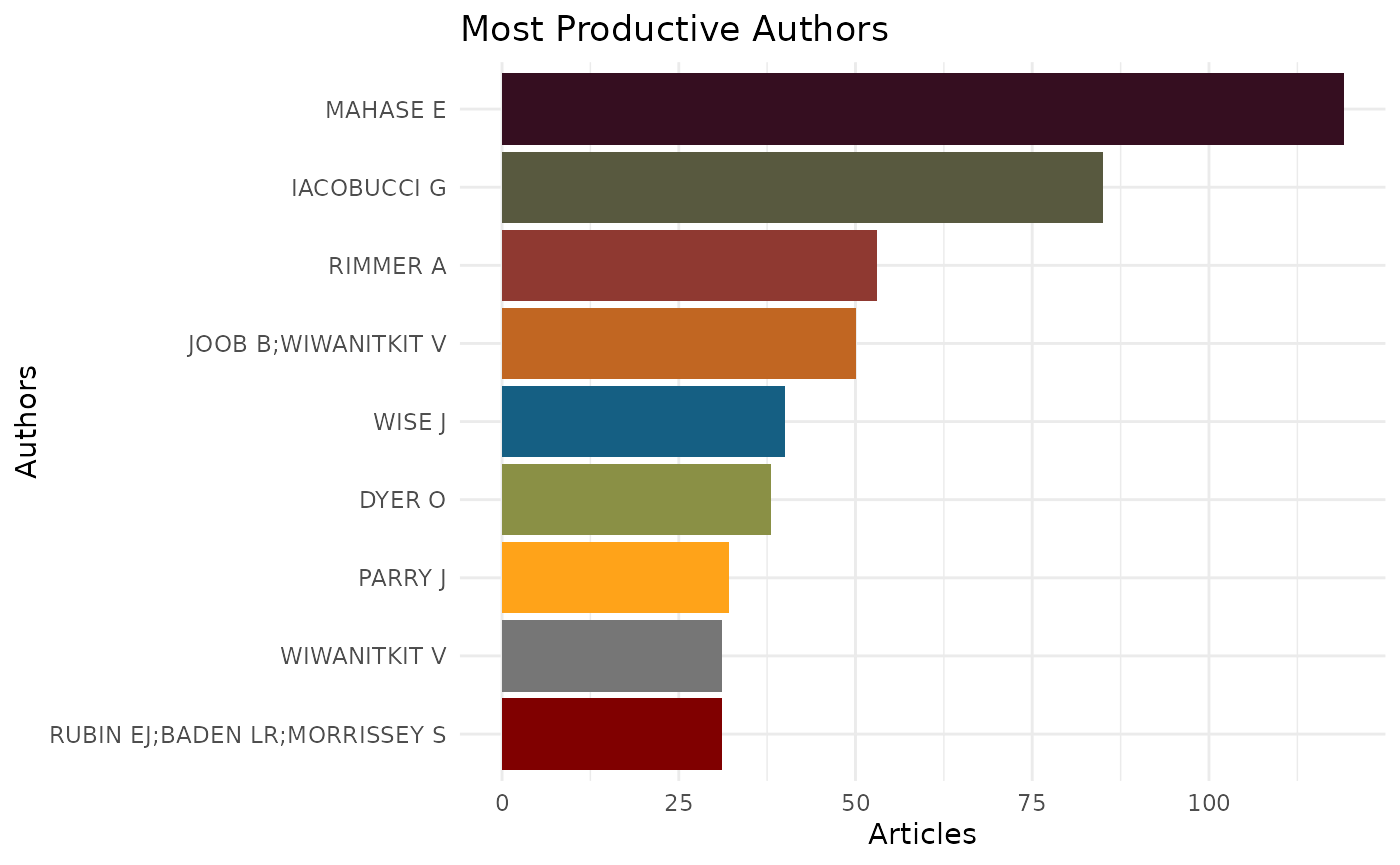 Most Productive Authors
Authors
MAHASE E
IACOBUCCI G
RIMMER A
JOOB B;WIWANITKIT V
WISE J
DYER O
PARRY J
WIWANITKIT V
RUBIN EJ;BADEN LR;MORRISSEY S
0 25 50 75 100
Articles